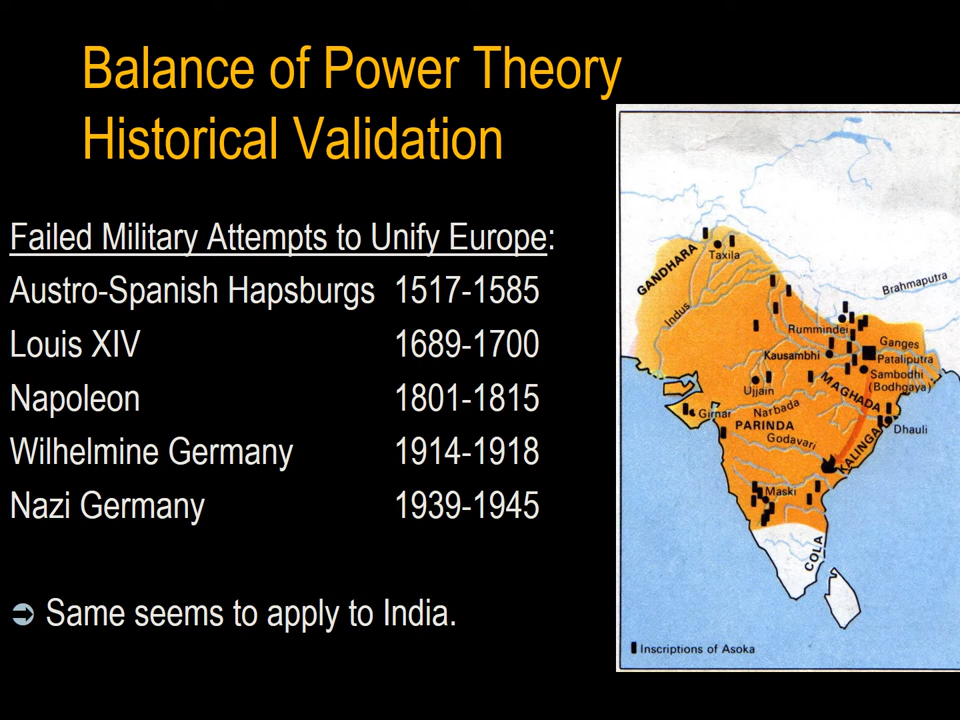 Balance of Power Theory
Historical Validation
Failed Military Attempts to Unify Europe:
Austro-Spanish Hapsburgs 1517-1585
Louis XIV 1689-1700
Napoleon 1801-1815
Wilhelmine Germany 1914-1918
Nazi Germany 1939-1945
Same seems to apply to India.
GANDHARA
Taxila
Indus
Brahmaputra
Rummindei
Ganges
Kausambhi
Pataliputra
Sambodhi
(Bodhgaya)
Ujjain
MAGHADA
Girnar
Narbada
PARINDA
Dhauli
Godavari
KALINGA
Maski
COLA
Inscriptions of Asoka